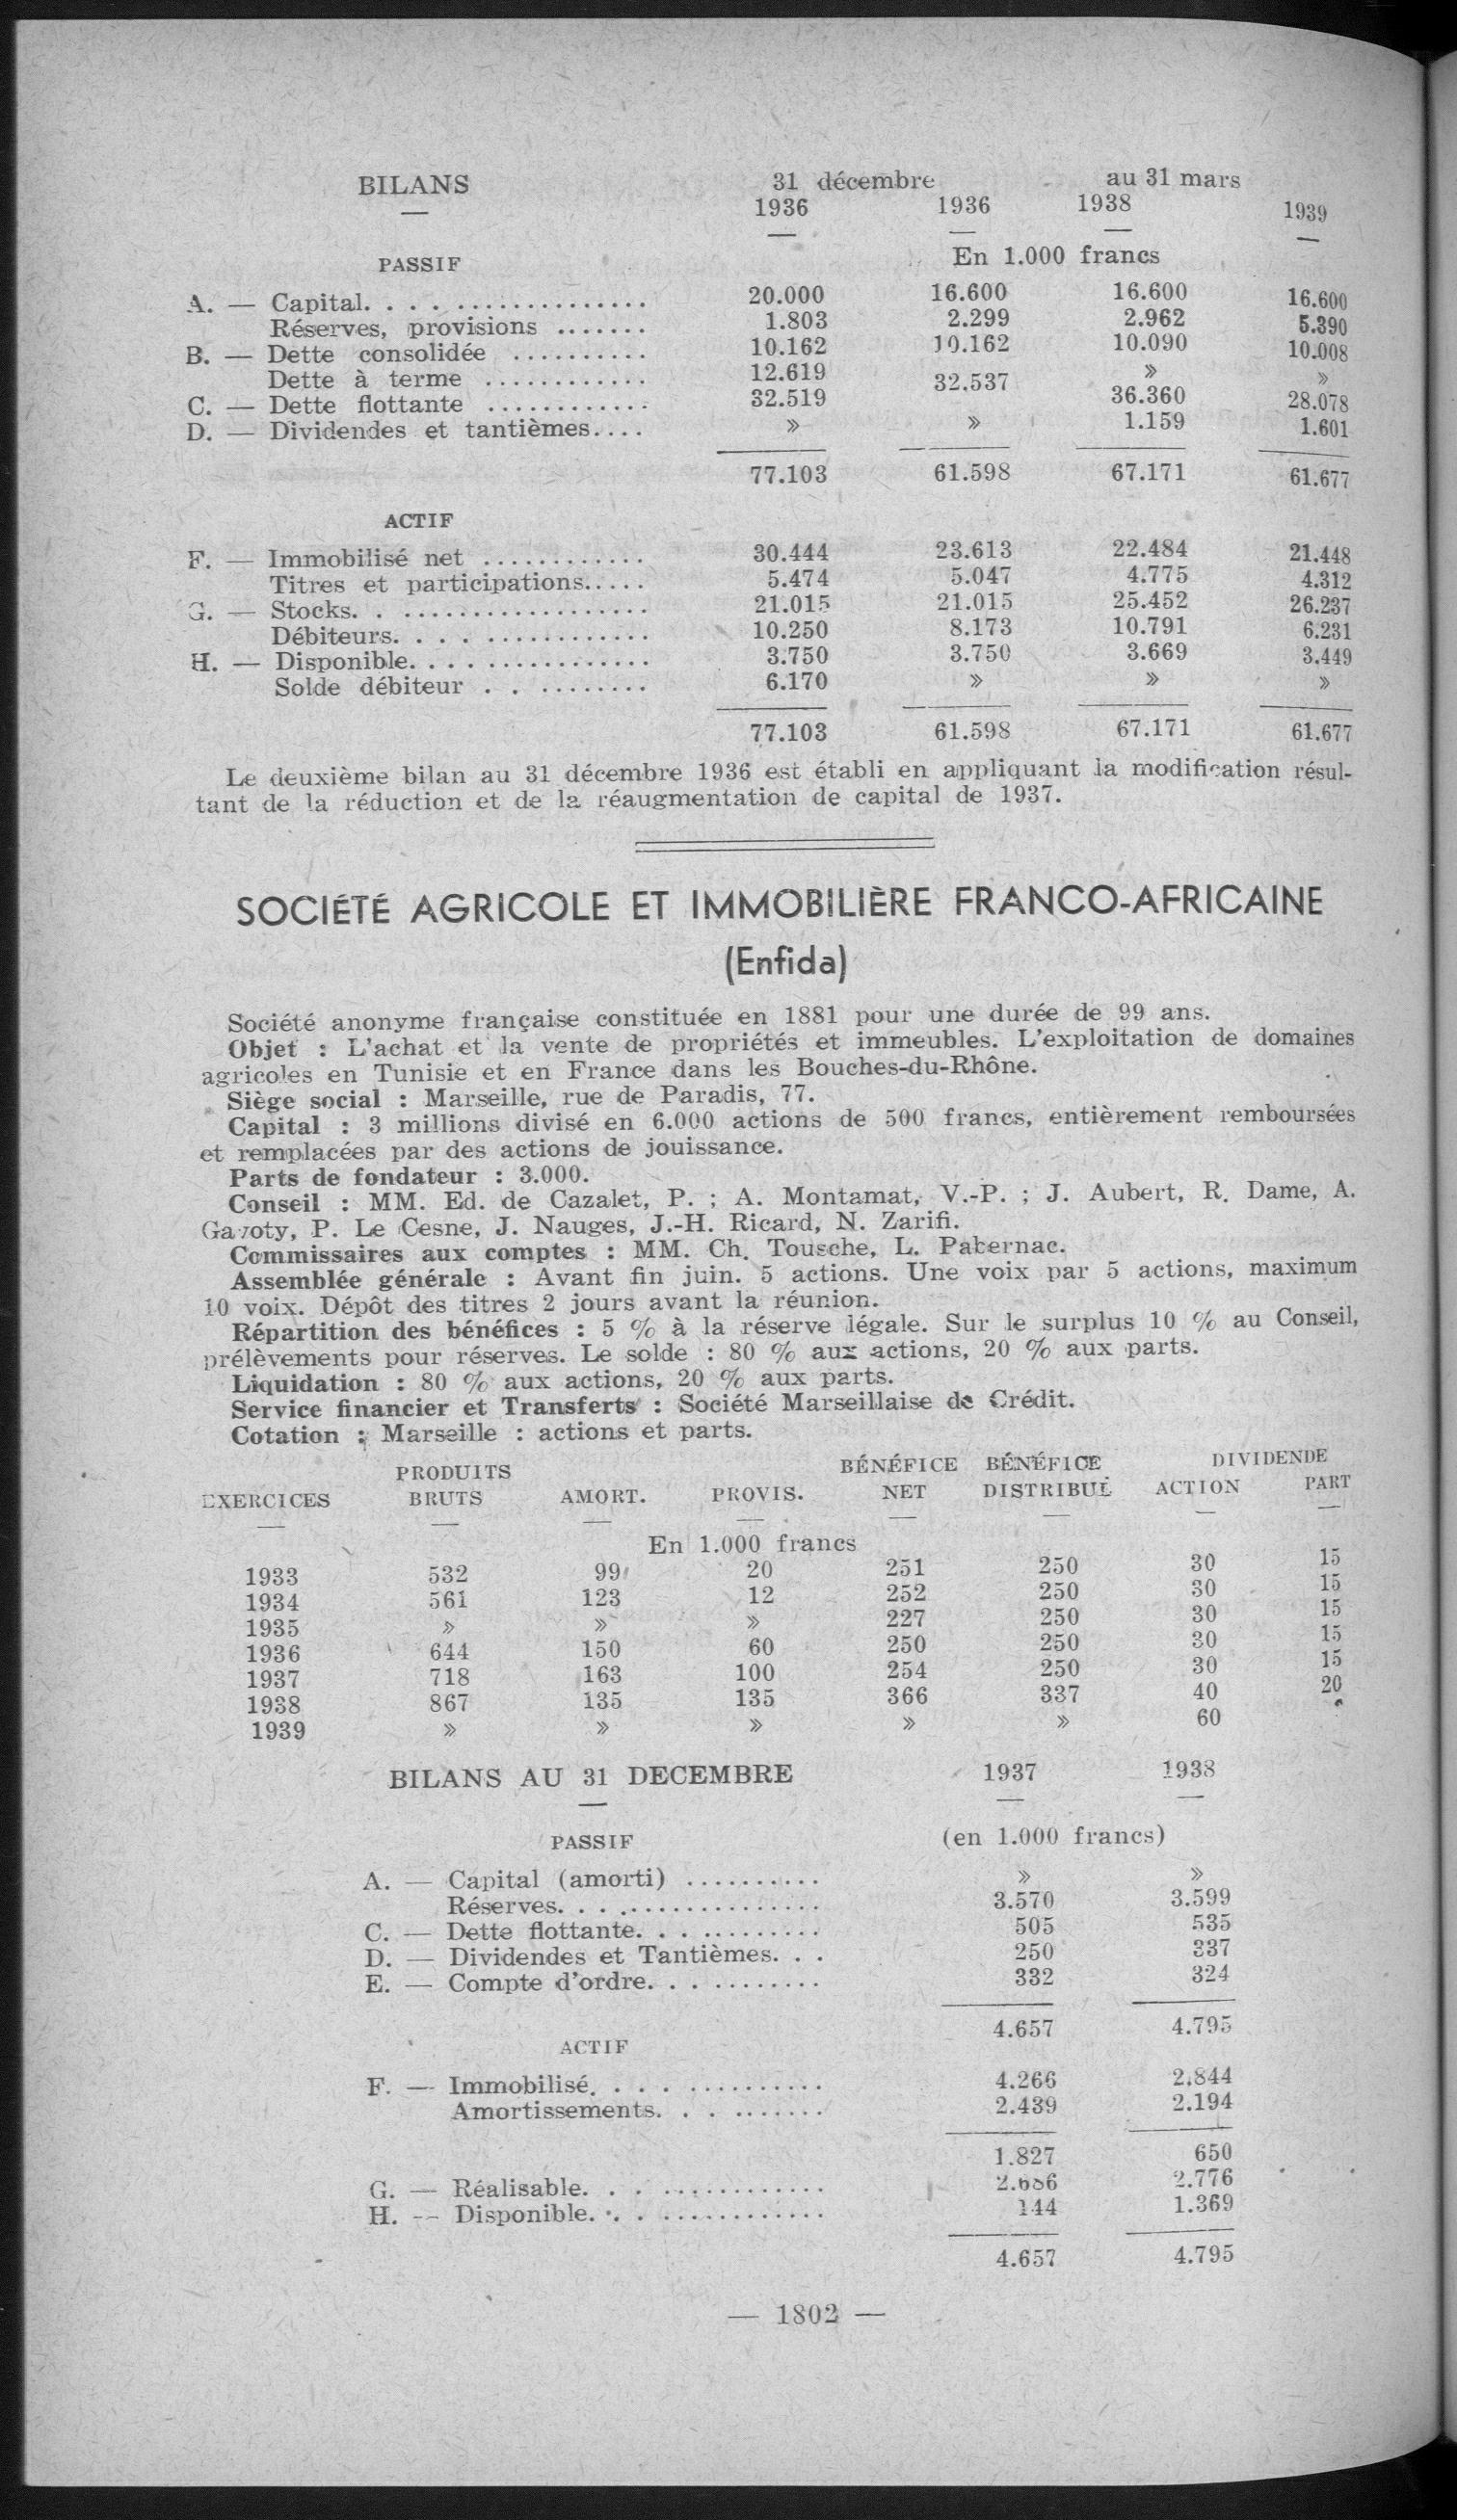 BILANS 31 décembre au 31 mars
1936 1936 1938 1939
PASSIF En 1.000 francs
A. — Capital. . . . .................. 20.000 16.600 16.600 16.600
Réserves, provisions ....... 1.803 2.299 2.962 5.390
B. — Dette consolidée .......... 10.162 10.162 10.090 10.008
Dette à terme ............ 12.619 32.537 » »
C. — Dette flottante ............ 32.519 36.360 28.078
D. — Dividendes et tantièmes.... » » 1.159 1.601
77.103 61.598 67.171 61.677
ACTIF
F. — Immobilisé net ............ 30.444 23.613 22.484 21.448
Titres et participations..... 5.474 5.047 4.775 4.312
G. — Stocks. . .................. 21.015 21.015 25.452 26.237
Débiteurs. . . . ............... 10.250 8.173 10.791 6.231
H. — Disponible. . . . ............. 3.750 3.750 3.669 3.449
Solde débiteur . . ........ 6.170 » » »
77.103 61.598 67.171 61.677
Le deuxième bilan au 31 décembre 1936 est établi en appliquant la modification résul-
tant de la réduction et de la réaugmentation de capital de 1937.
SOCIÉTÉ AGRICOLE ET IMMOBILIÈRE FRANCO-AFRICAINE
(Enfida)
Société anonyme française constituée en 1881 pour une durée de 99 ans.
Objet : L'achat et la vente de propriétés et immeubles. L'exploitation de domaines
agricoles en Tunisie et en France dans les Bouches-du-Rhône.
Siège social : Marseille, rue de Paradis, 77.
Capital : 3 millions divisé en 6.000 actions de 500 francs, entièrement remboursées
et remplacées par des actions de jouissance.
Parts de fondateur : 3.000.
Conseil : MM. Ed. de Cazalet, P. ; A. Montamat, V.-P. ; J. Aubert, R. Dame, A.
Gavoty, P. Le Cesne, J. Nauges, J.-H. Ricard, N. Zarifi.
Commissaires aux comptes : MM. Ch. Tousche, L. Paternac.
Assemblée générale : Avant fin juin. 5 actions. Une voix par 5 actions, maximum
10 voix. Dépôt des titres 2 jours avant la réunion.
Répartition des bénéfices : 5 % à la réserve légale. Sur le surplus 10 % au Conseil,
prélèvements pour réserves. Le solde : 80 % aux actions, 20 % aux parts.
Liquidation : 80 % aux actions, 20 % aux parts.
Service financier et Transferts : Société Marseillaise de Crédit.
Cotation : Marseille : actions et parts.
PRODUITS BÉNÉFICE BÉNÉFICE DIVIDENDE
EXERCICES BRUTS AMORT. PROVIS. NET DISTRIBUÉ ACTION PART
En 1.000 francs
1933 532 99 20 251 250 30 15
1934 561 123 12 252 250 30 15
1935 » » » 227 250 30 15
1936 644 150 60 250 250 30 15
1937 718 163 100 254 250 30 15
1938 867 135 135 366 337 40 20
1939 » » » » » 60
BILANS AU 31 DECEMBRE 1937 1938
PASSIF (en 1.000 francs)
A. — Capital (amorti) .......... » »
Réserves. . . . ............... 3.570 3.599
C. — Dette flottante. . . ........... 505 535
D. — Dividendes et Tantièmes. . . 250 337
E. — Compte d'ordre. . . .......... 332 324
4.657 4.795
ACTIF
F. — Immobilisé. . . . ............. 4.266 2.844
Amortissements. . . ....... 2.439 2.194
1.827 650
G. — Réalisable. . . ............. 2.686 2.776
H. — Disponible. . . ............. 144 1.369
4.657 4.795
— 1802 —